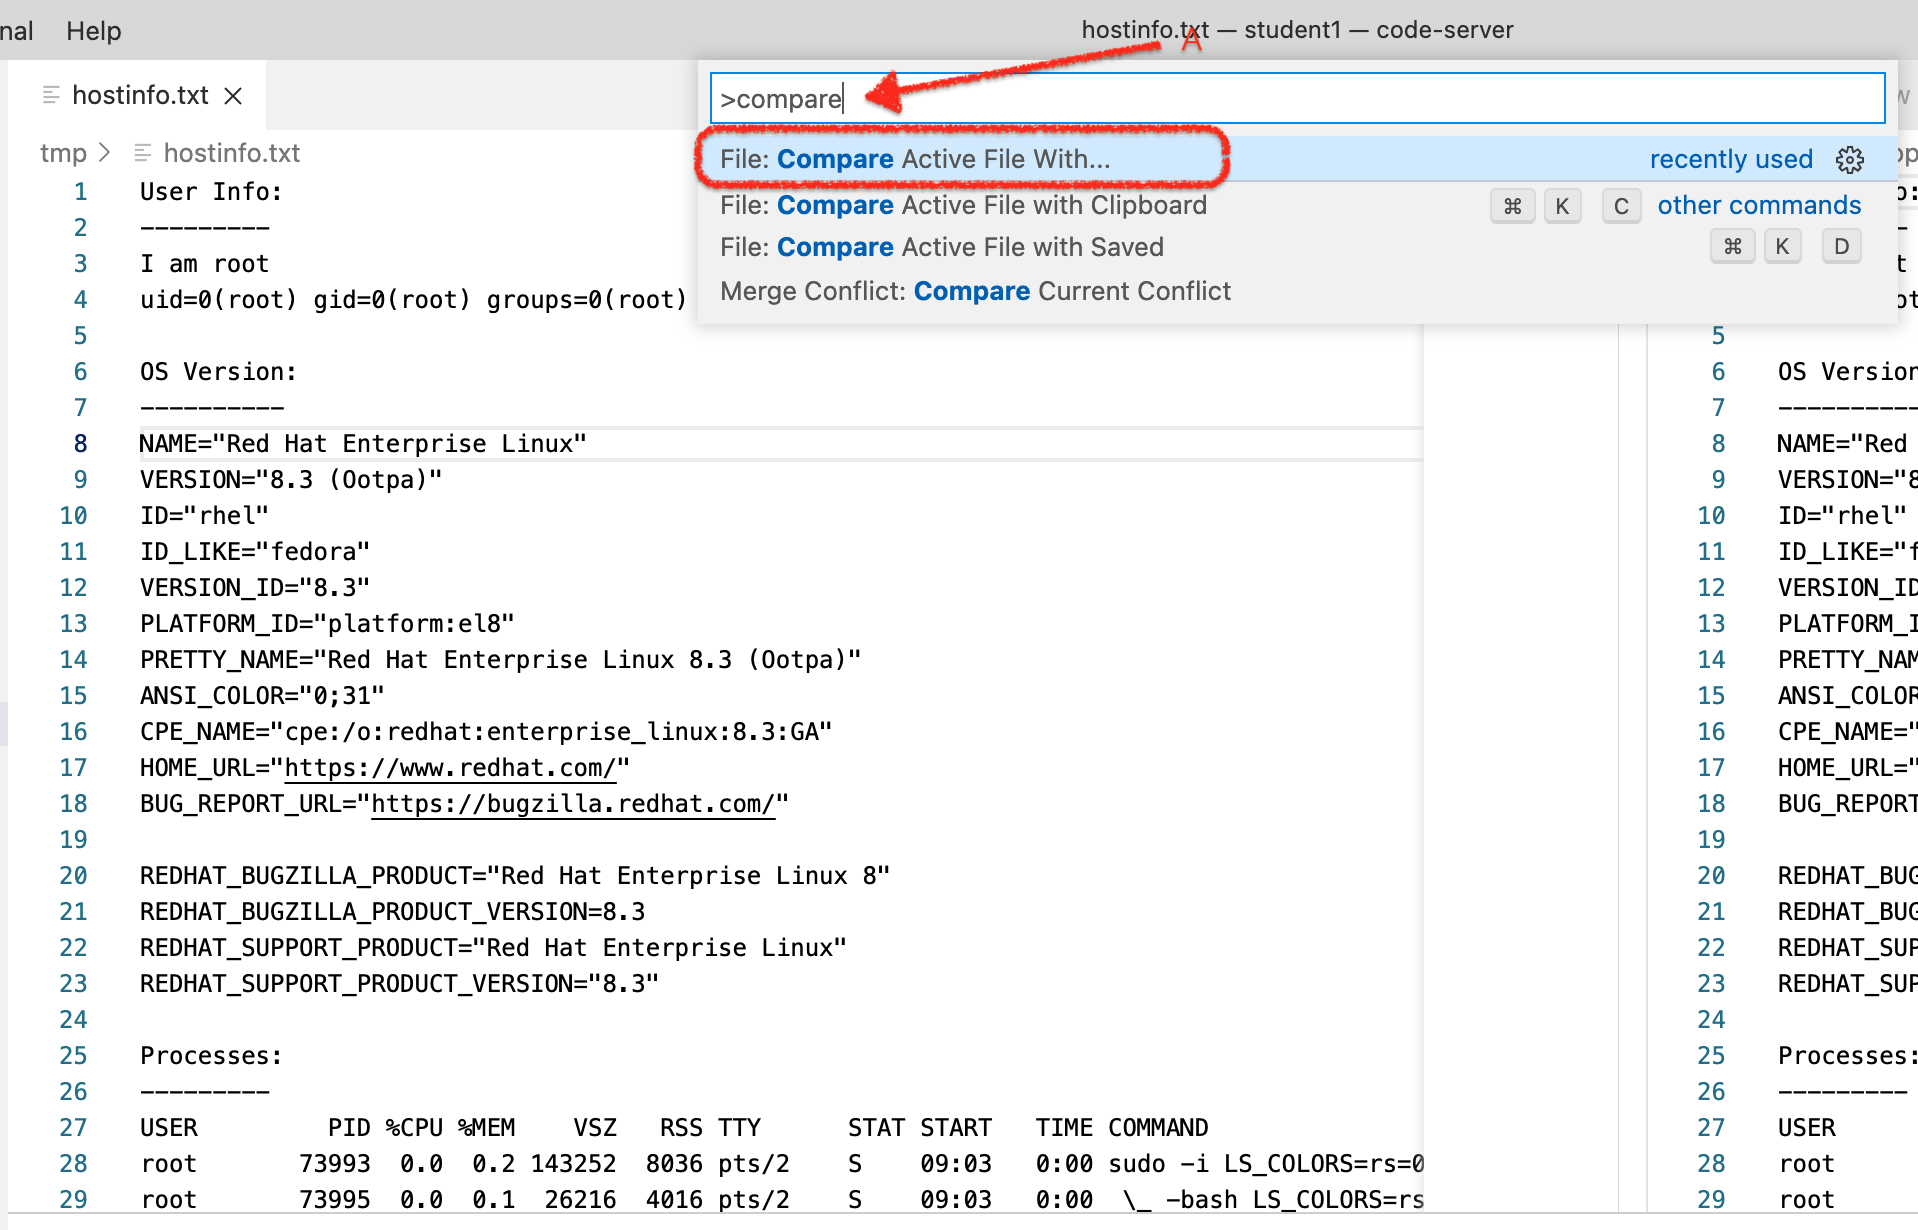 nal Help
hostinfo.txt — student1 — code-server
A
hostinfo.txt
>compare
File: Compare Active File With...
recently used
File: Compare Active File with Clipboard
⌘ K C other commands
File: Compare Active File with Saved
⌘ K D
Merge Conflict: Compare Current Conflict
tmp > hostinfo.txt
1 User Info:
2 ---------
3 I am root
4 uid=0(root) gid=0(root) groups=0(root)
5
6 OS Version:
7 ----------
8 NAME="Red Hat Enterprise Linux"
9 VERSION="8.3 (Ootpa)"
10 ID="rhel"
11 ID_LIKE="fedora"
12 VERSION_ID="8.3"
13 PLATFORM_ID="platform:el8"
14 PRETTY_NAME="Red Hat Enterprise Linux 8.3 (Ootpa)"
15 ANSI_COLOR="0;31"
16 CPE_NAME="cpe:/o:redhat:enterprise_linux:8.3:GA"
17 HOME_URL="https://www.redhat.com/"
18 BUG_REPORT_URL="https://bugzilla.redhat.com/"
19
20 REDHAT_BUGZILLA_PRODUCT="Red Hat Enterprise Linux 8"
21 REDHAT_BUGZILLA_PRODUCT_VERSION=8.3
22 REDHAT_SUPPORT_PRODUCT="Red Hat Enterprise Linux"
23 REDHAT_SUPPORT_PRODUCT_VERSION="8.3"
24
25 Processes:
26 ---------
27 USER PID %CPU %MEM VSZ RSS TTY STAT START TIME COMMAND
28 root 73993 0.0 0.2 143252 8036 pts/2 S 09:03 0:00 sudo -i LS_COLORS=rs=0
29 root 73995 0.0 0.1 26216 4016 pts/2 S 09:03 0:00 \_ -bash LS_COLORS=rs
5
6 OS Version
7 ----------
8 NAME="Red
9 VERSION="8
10 ID="rhel"
11 ID_LIKE="f
12 VERSION_ID
13 PLATFORM_I
14 PRETTY_NAM
15 ANSI_COLOR
16 CPE_NAME="
17 HOME_URL="
18 BUG_REPORT
19
20 REDHAT_BUG
21 REDHAT_BUG
22 REDHAT_SUP
23 REDHAT_SUP
24
25 Processes:
26 ---------
27 USER
28 root
29 root